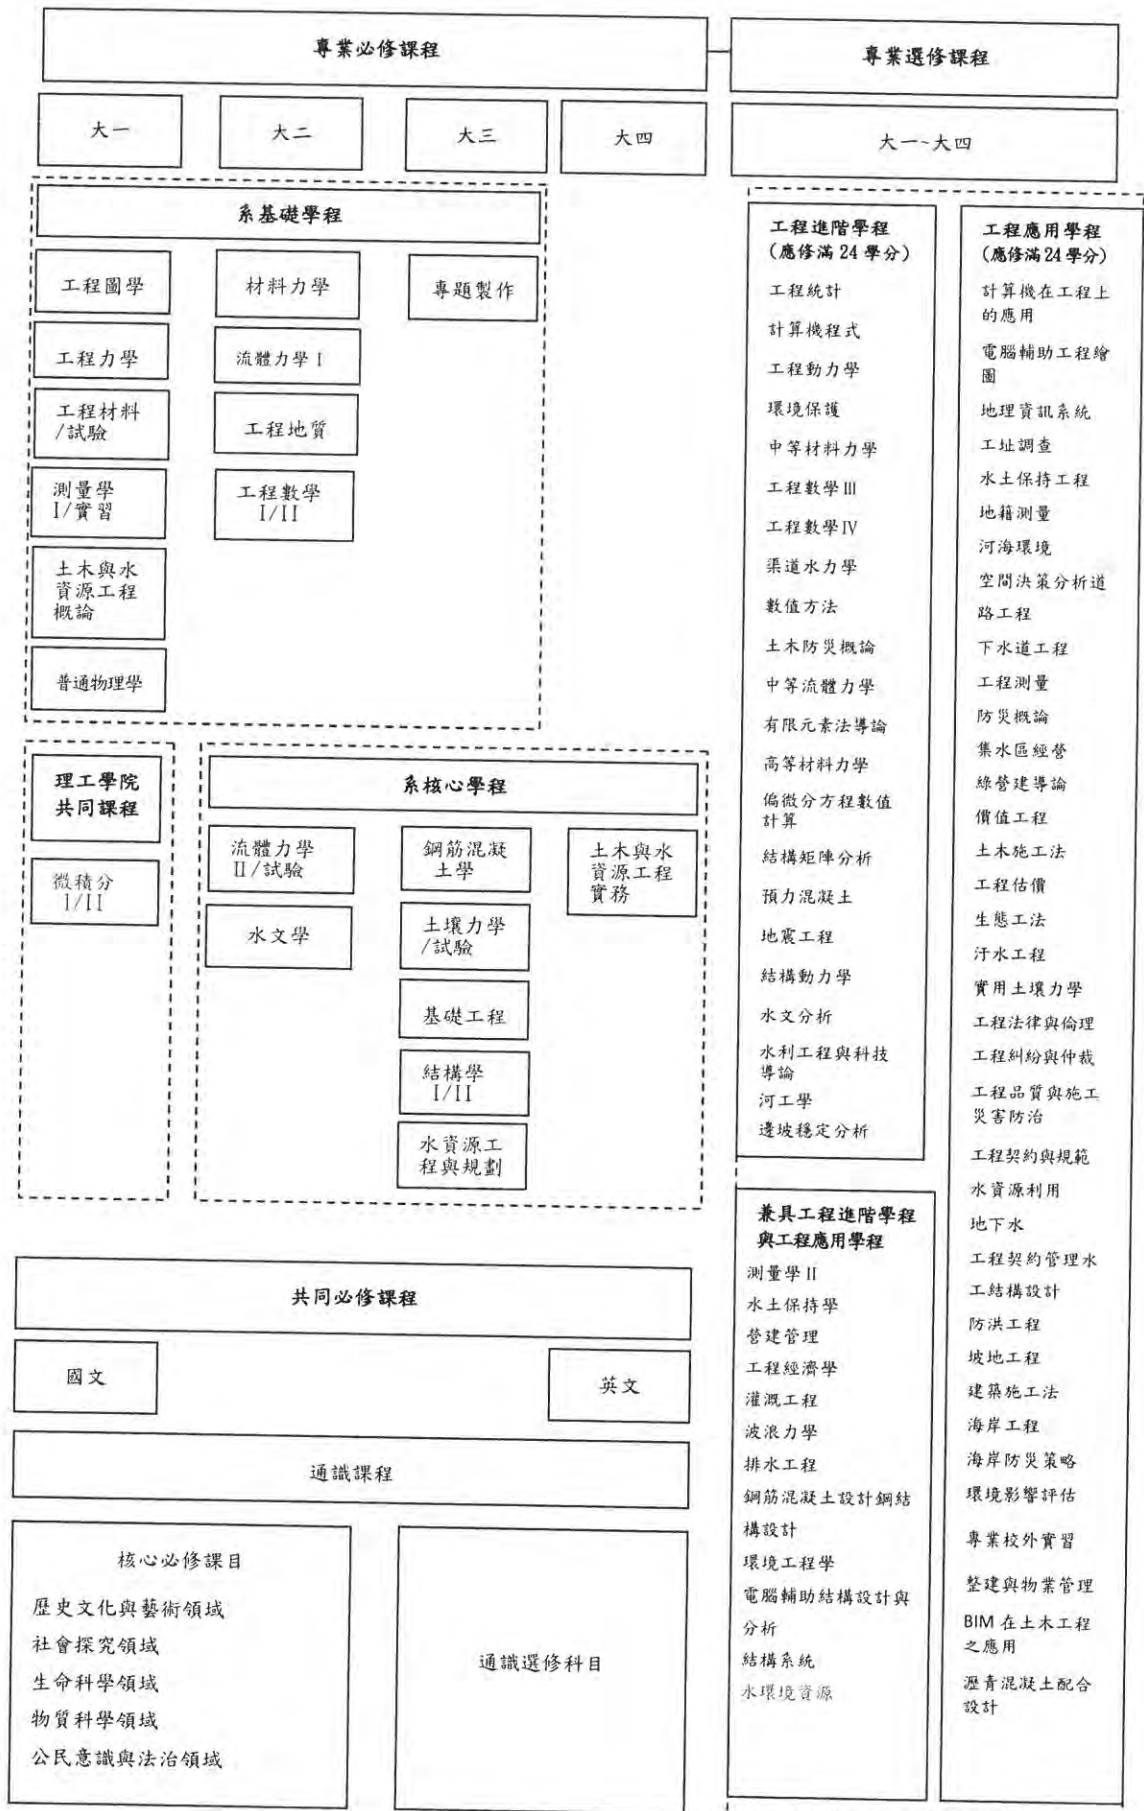 專業必修課程
專業選修課程
大一
大二
大三
大四
大一~大四
系基礎學程
工程圖學
工程力學
工程材料
/試驗
測量學
I/實習
土木與水
資源工程
概論
普通物理學
材料力學
流體力學 I
工程地質
工程數學
I/II
專題製作
理工學院
共同課程
微積分
I/II
系核心學程
流體力學
II/試驗
水文學
鋼筋混凝
土學
土壤力學
/試驗
基礎工程
結構學
I/II
水資源工
程與規劃
土木與水
資源工程
實務
共同必修課程
國文
英文
通識課程
核心必修課目
歷史文化與藝術領域
社會探究領域
生命科學領域
物質科學領域
公民意識與法治領域
通識選修科目
工程進階學程
(應修滿 24 學分)
工程統計
計算機程式
工程動力學
環境保護
中等材料力學
工程數學III
工程數學IV
渠道水力學
數值方法
土木防災概論
中等流體力學
有限元素法導論
高等材料力學
偏微分方程數值
計算
結構矩陣分析
預力混凝土
地震工程
結構動力學
水文分析
水利工程與科技
導論
河工學
邊坡穩定分析
兼具工程進階學程
與工程應用學程
測量學II
水土保持學
營建管理
工程經濟學
灌溉工程
波浪力學
排水工程
鋼筋混凝土設計鋼結
構設計
環境工程學
電腦輔助結構設計與
分析
結構系統
水環境資源
工程應用學程
(應修滿 24 學分)
計算機在工程上
的應用
電腦輔助工程繪
圖
地理資訊系統
工址調查
水土保持工程
地籍測量
河海環境
空間決策分析道
路工程
下水道工程
工程測量
防災概論
集水區經營
綠營建導論
價值工程
土木施工法
工程估價
生態工法
汙水工程
實用土壤力學
工程法律與倫理
工程糾紛與仲裁
工程品質與施工
災害防治
工程契約與規範
水資源利用
地下水
工程契約管理水
工結構設計
防洪工程
坡地工程
建築施工法
海岸工程
海岸防災策略
環境影響評估
專業校外實習
整建與物業管理
BIM 在土木工程
之應用
瀝青混凝土配合
設計